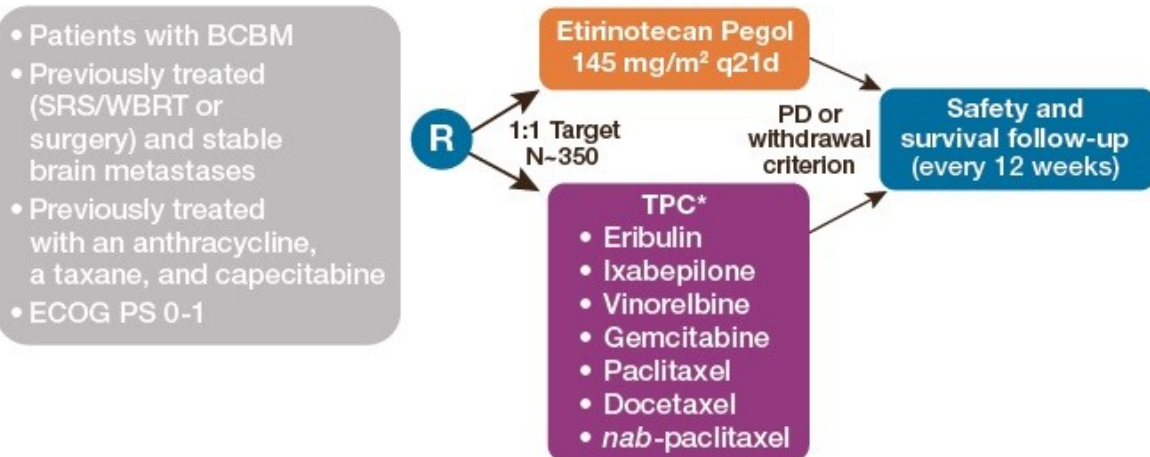 • Patients with BCBM
• Previously treated
(SRS/WBRT or
surgery) and stable
brain metastases
• Previously treated
with an anthracycline,
a taxane, and capecitabine
• ECOG PS 0-1
R
1:1 Target
N~350
Etirinotecan Pegol
145 mg/m² q21d
TPC*
• Eribulin
• Ixabepilone
• Vinorelbine
• Gemcitabine
• Paclitaxel
• Docetaxel
• nab-paclitaxel
PD or
withdrawal
criterion
Safety and
survival follow-up
(every 12 weeks)